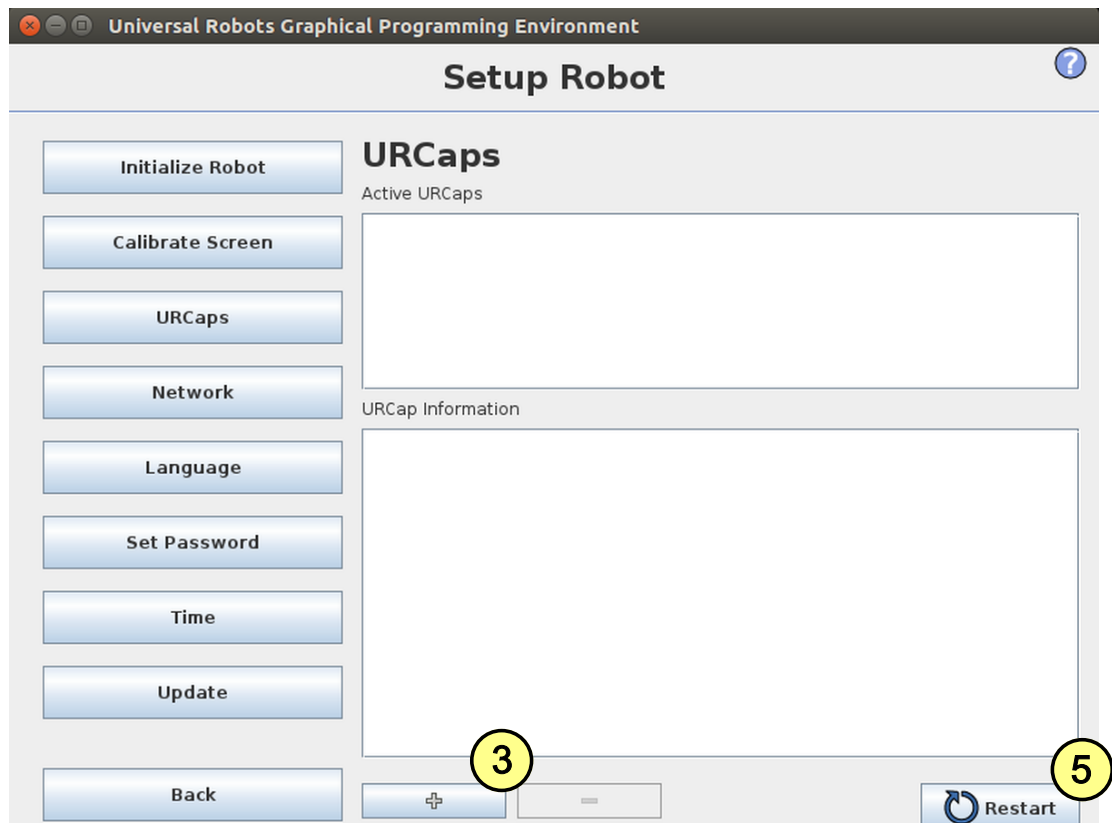 Universal Robots Graphical Programming Environment
Setup Robot
?
Initialize Robot
Calibrate Screen
URCaps
Network
Language
Set Password
Time
Update
Back
URCaps
Active URCaps
URCap Information
3
5
Restart